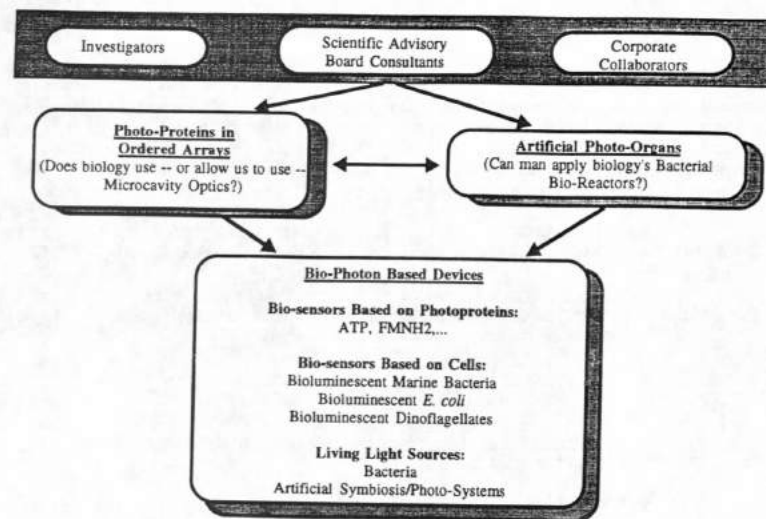 Investigators
Scientific Advisory
Board Consultants
Corporate
Collaborators
Photo-Proteins in
Ordered Arrays
(Does biology use -- or allow us to use --
Microcavity Optics?)
Artificial Photo-Organs
(Can man apply biology's Bacterial
Bio-Reactors?)
Bio-Photon Based Devices
Bio-sensors Based on Photoproteins:
ATP, FMNH2,...
Bio-sensors Based on Cells:
Bioluminescent Marine Bacteria
Bioluminescent E. coli
Bioluminescent Dinoflagellates
Living Light Sources:
Bacteria
Artificial Symbiosis/Photo-Systems